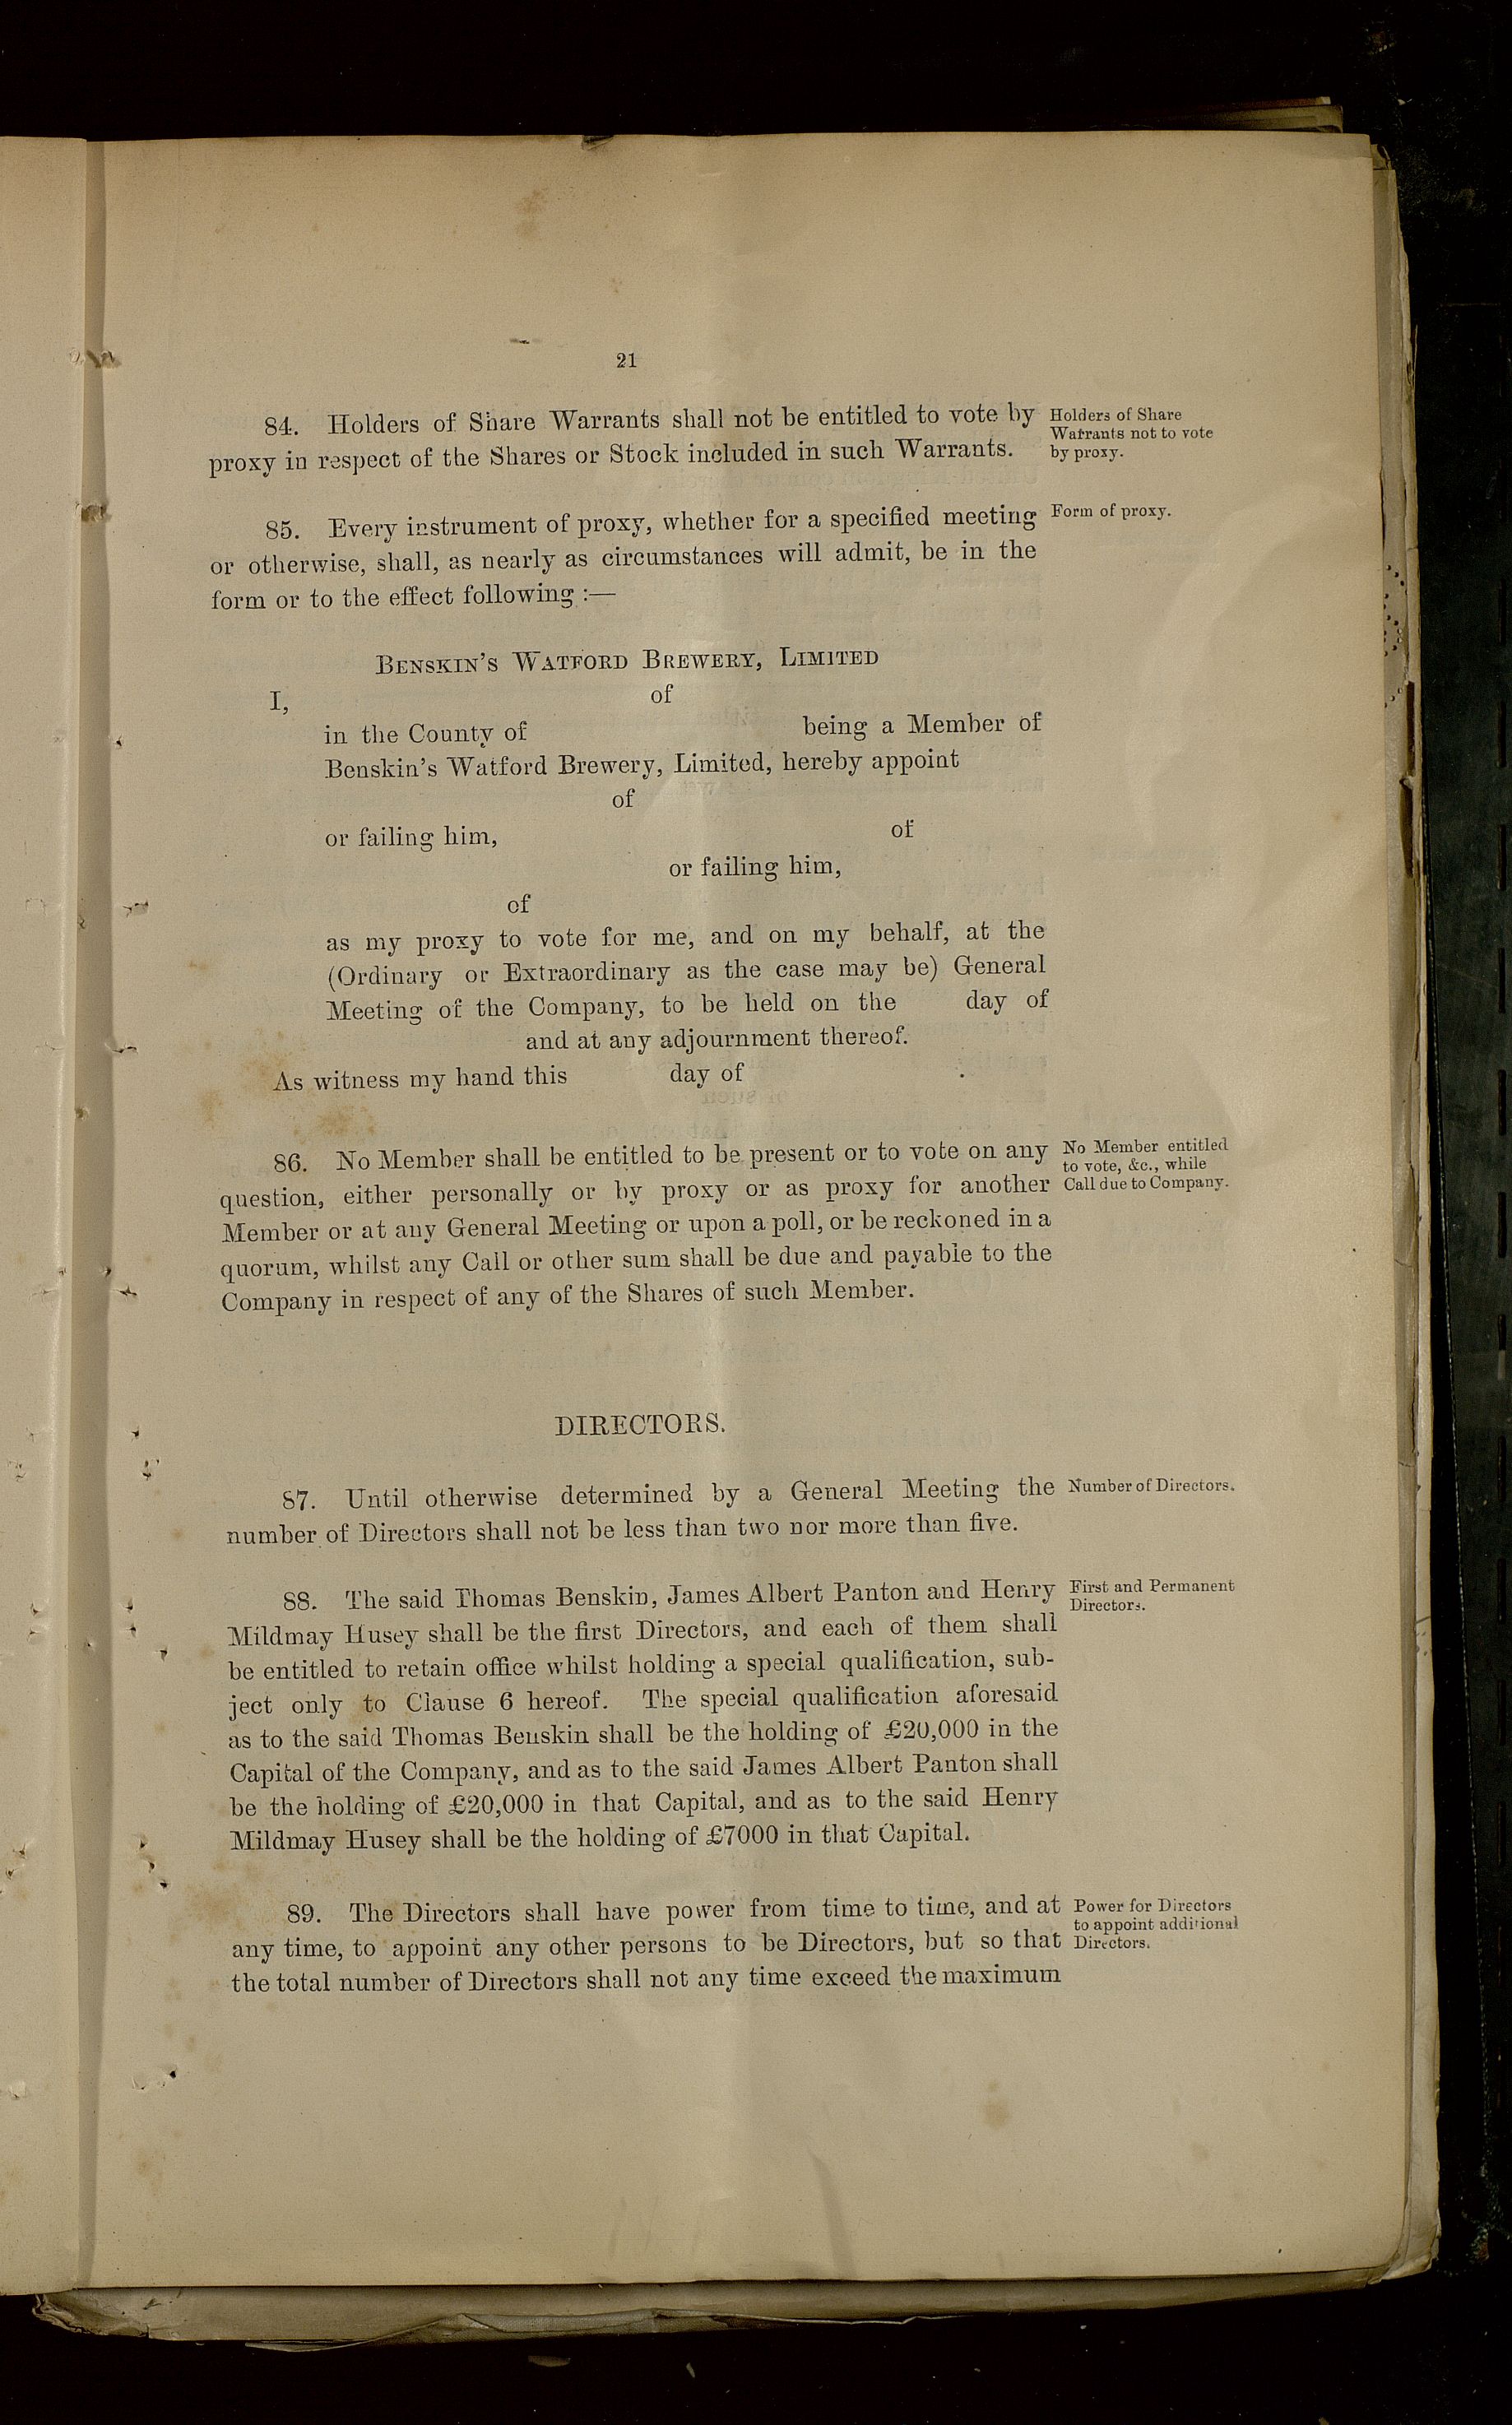 21
84. Holders of Share Warrants shall not be entitled to vote by
proxy in respect of the Shares or Stock included in such Warrants.
Holders of Share
Warrants not to vote
by proxy.
85. Every instrument of proxy, whether for a specified meeting
or otherwise, shall, as nearly as circumstances will admit, be in the
form or to the effect following :—
Form of proxy.
BENSKIN'S WATFORD BREWERY, LIMITED
I, of
in the County of being a Member of
Benskin's Watford Brewery, Limited, hereby appoint
of
or failing him, of
or failing him,
of
as my proxy to vote for me, and on my behalf, at the
(Ordinary or Extraordinary as the case may be) General
Meeting of the Company, to be held on the day of
and at any adjournment thereof.
As witness my hand this day of .
86. No Member shall be entitled to be present or to vote on any
question, either personally or by proxy or as proxy for another
Member or at any General Meeting or upon a poll, or be reckoned in a
quorum, whilst any Call or other sum shall be due and payable to the
Company in respect of any of the Shares of such Member.
No Member entitled
to vote, &c., while
Call due to Company.
DIRECTORS.
87. Until otherwise determined by a General Meeting the
number of Directors shall not be less than two nor more than five.
Number of Directors.
88. The said Thomas Benskin, James Albert Panton and Henry
Mildmay Husey shall be the first Directors, and each of them shall
be entitled to retain office whilst holding a special qualification, sub-
ject only to Clause 6 hereof. The special qualification aforesaid
as to the said Thomas Benskin shall be the holding of £20,000 in the
Capital of the Company, and as to the said James Albert Panton shall
be the holding of £20,000 in that Capital, and as to the said Henry
Mildmay Husey shall be the holding of £7000 in that Capital.
First and Permanent
Directors.
89. The Directors shall have power from time to time, and at
any time, to appoint any other persons to be Directors, but so that
the total number of Directors shall not any time exceed the maximum
Power for Directors
to appoint additional
Directors.